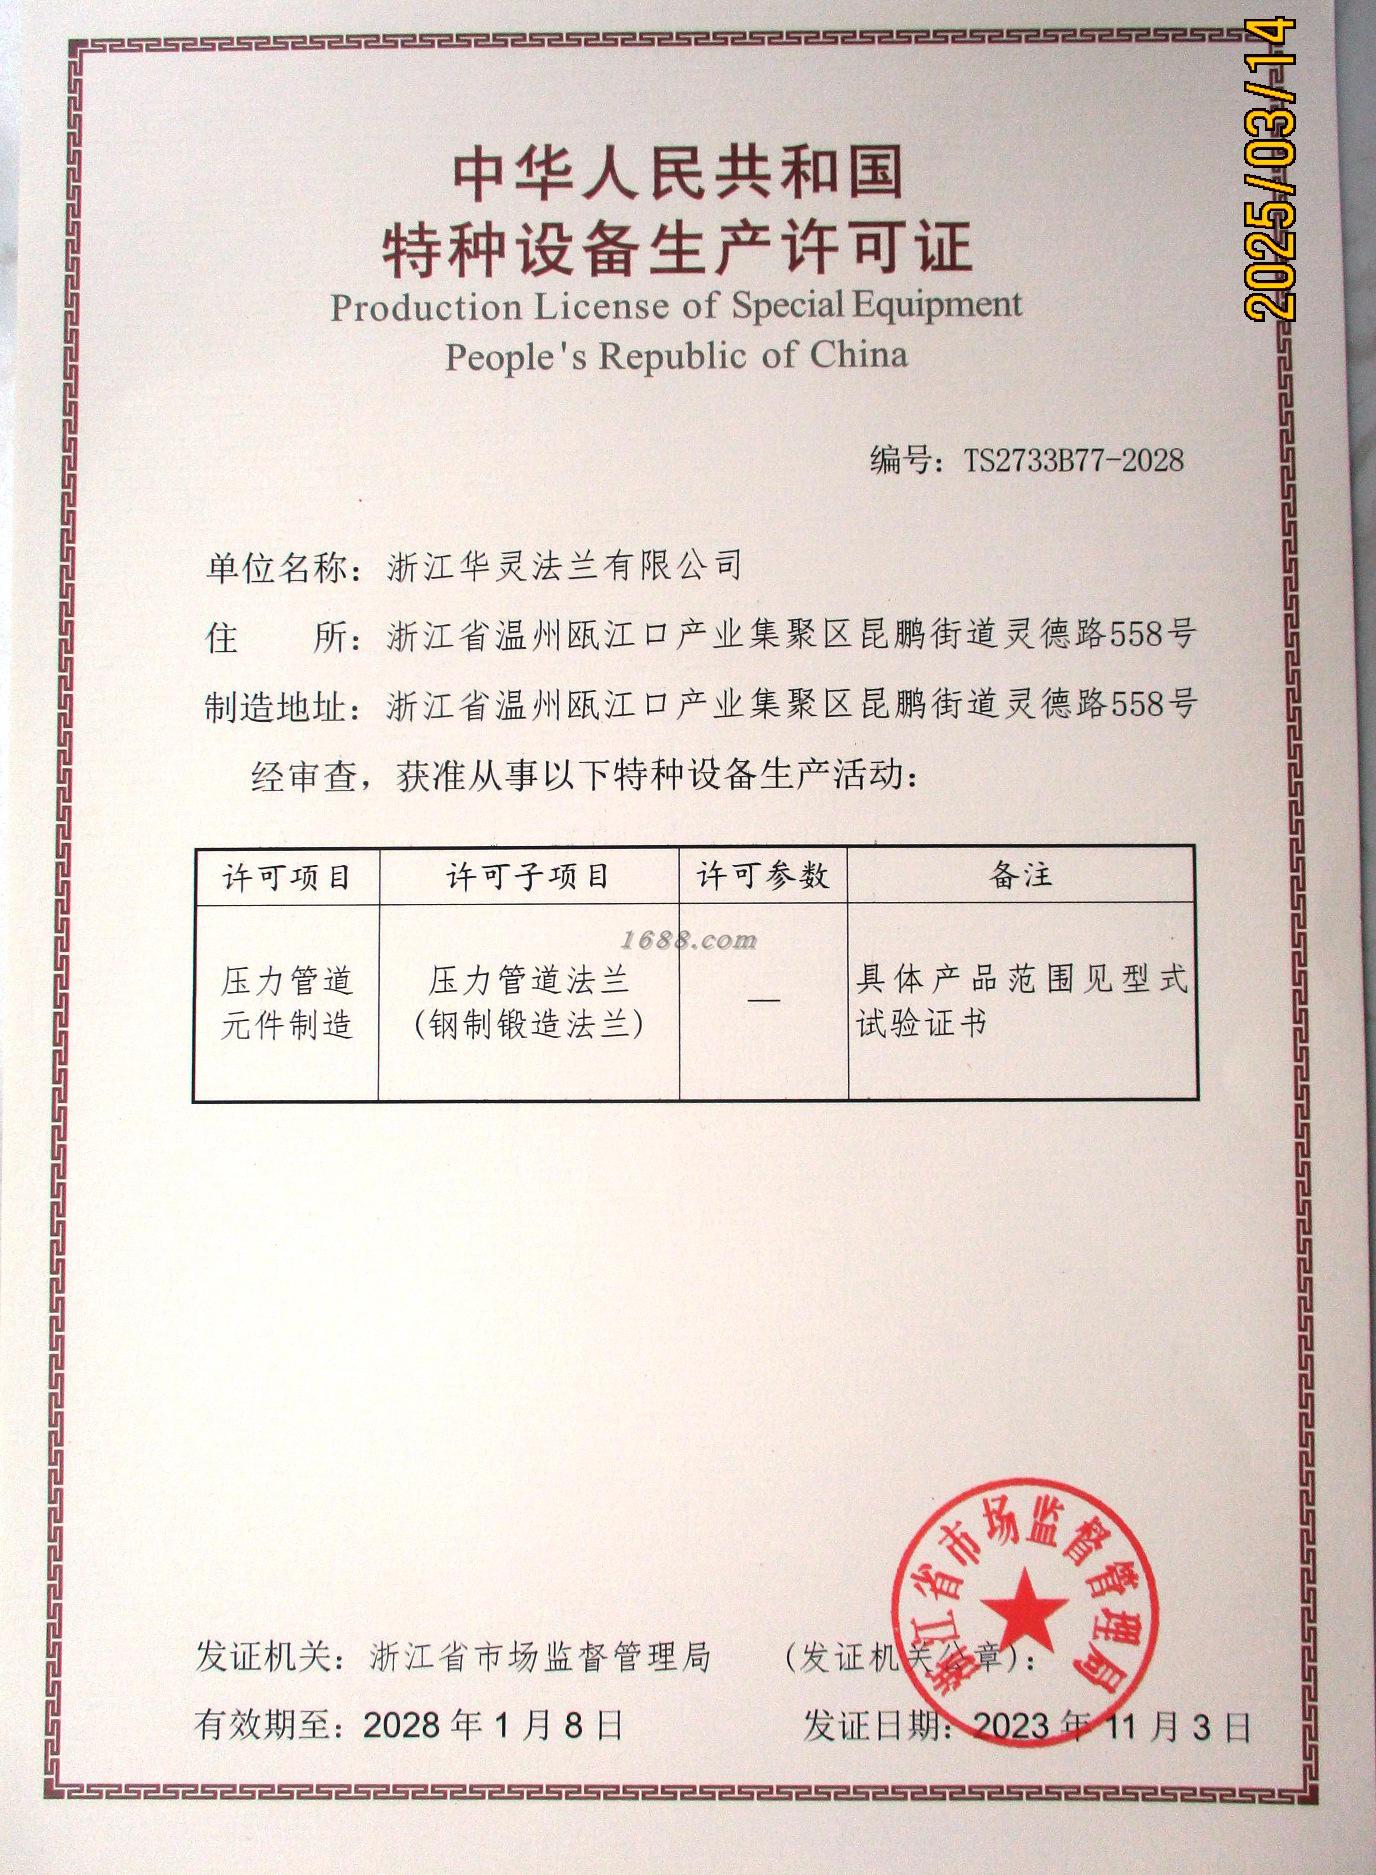 2025/03/14
中华人民共和国
特种设备生产许可证
Production License of Special Equipment
People's Republic of China
编号：TS2733B77-2028
单位名称：浙江华灵法兰有限公司
住 所：浙江省温州瓯江口产业集聚区昆鹏街道灵德路558号
制造地址：浙江省温州瓯江口产业集聚区昆鹏街道灵德路558号
经审查，获准从事以下特种设备生产活动：
许可项目 许可子项目 许可参数 备注
1688.com
压力管道 压力管道法兰 — 具体产品范围见型式
元件制造 (钢制锻造法兰) 试验证书
浙江省市场监督管理局
发证机关：浙江省市场监督管理局 (发证机关公章)：
有效期至：2028 年 1 月 8 日 发证日期：2023 年 11 月 3 日